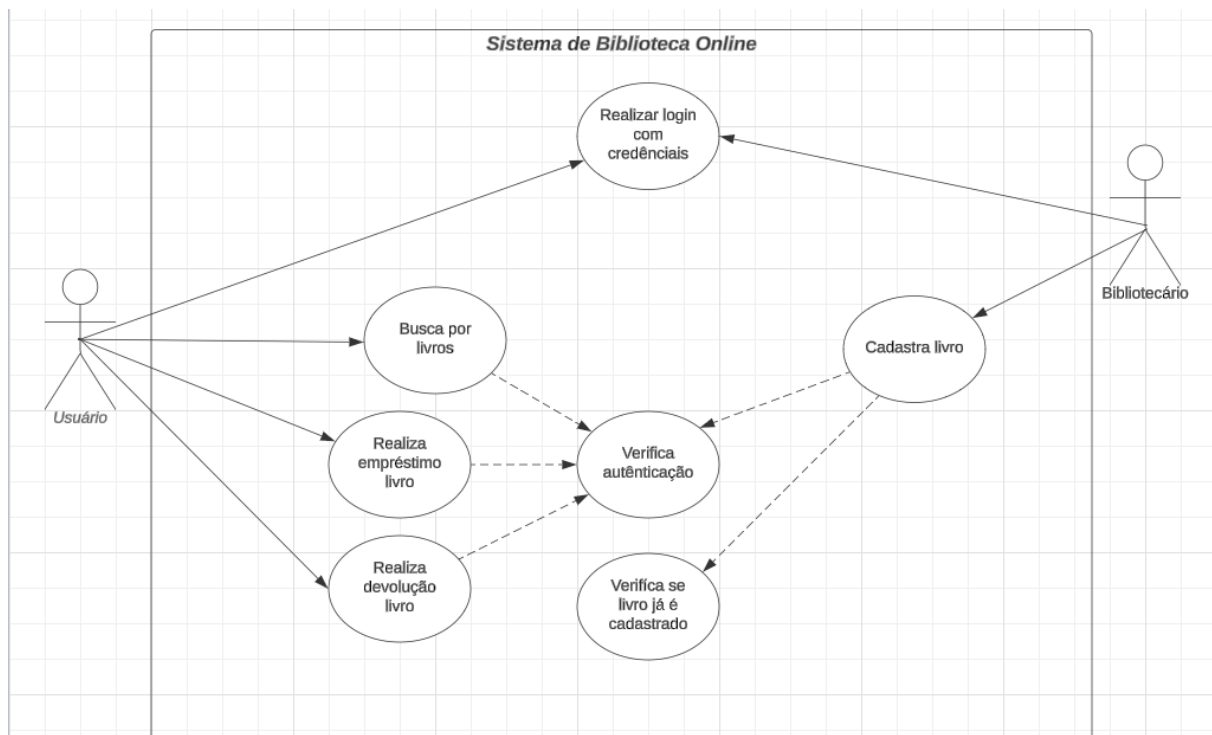 Sistema de Biblioteca Online
Realizar login
com
credênciais
Bibliotecário
Busca por
livros
Cadastra livro
Usuário
Realiza
empréstimo
livro
Verifica
autênticação
Realiza
devolução
livro
Verifica se
livro já é
cadastrado